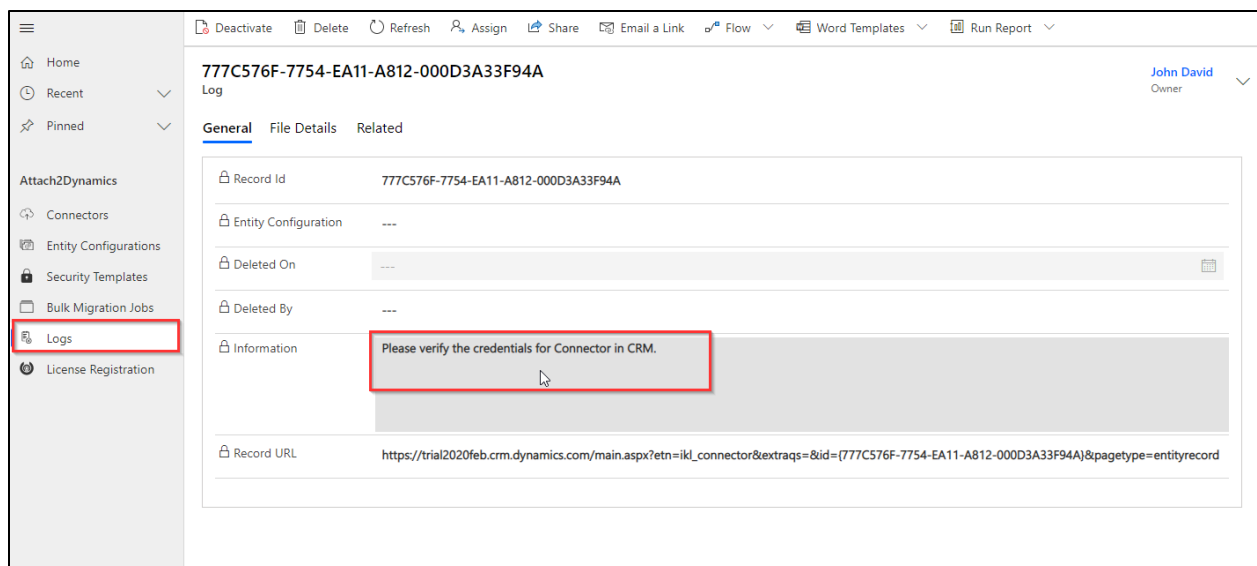 Deactivate Delete Refresh Assign Share Email a Link Flow Word Templates Run Report
Home
Recent
Pinned
Attach2Dynamics
Connectors
Entity Configurations
Security Templates
Bulk Migration Jobs
Logs
License Registration
777C576F-7754-EA11-A812-000D3A33F94A
Log
John David
Owner
General File Details Related
Record Id 777C576F-7754-EA11-A812-000D3A33F94A
Entity Configuration ---
Deleted On ---
Deleted By ---
Information Please verify the credentials for Connector in CRM.
Record URL https://trial2020feb.crm.dynamics.com/main.aspx?etn=ikl_connector&extraqs=&id={777C576F-7754-EA11-A812-000D3A33F94A}&pagetype=entityrecord